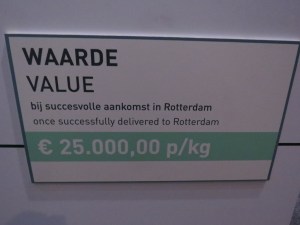 WAARDE
VALUE
bij succesvolle aankomst in Rotterdam
once successfully delivered to Rotterdam
€ 25.000,00 p/kg